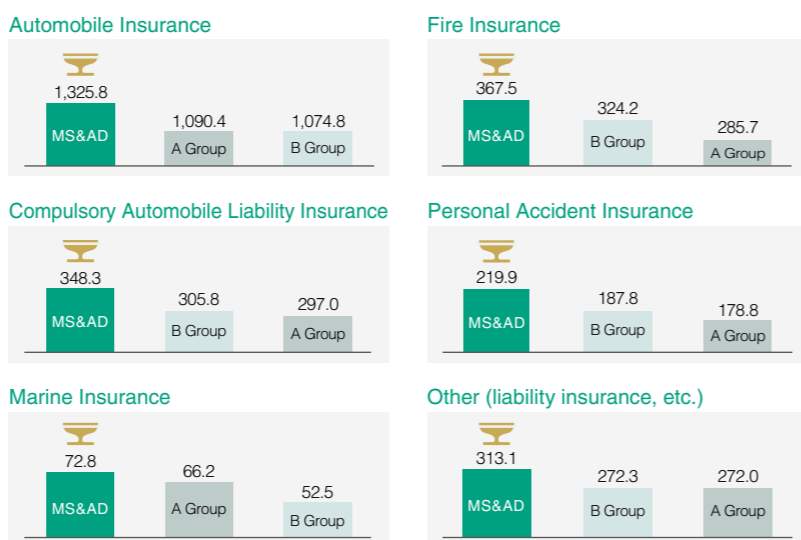 Automobile Insurance
1,325.8
MS&AD
1,090.4
A Group
1,074.8
B Group
Fire Insurance
367.5
MS&AD
324.2
B Group
285.7
A Group
Compulsory Automobile Liability Insurance
348.3
MS&AD
305.8
B Group
297.0
A Group
Personal Accident Insurance
219.9
MS&AD
187.8
B Group
178.8
A Group
Marine Insurance
72.8
MS&AD
66.2
A Group
52.5
B Group
Other (liability insurance, etc.)
313.1
MS&AD
272.3
B Group
272.0
A Group